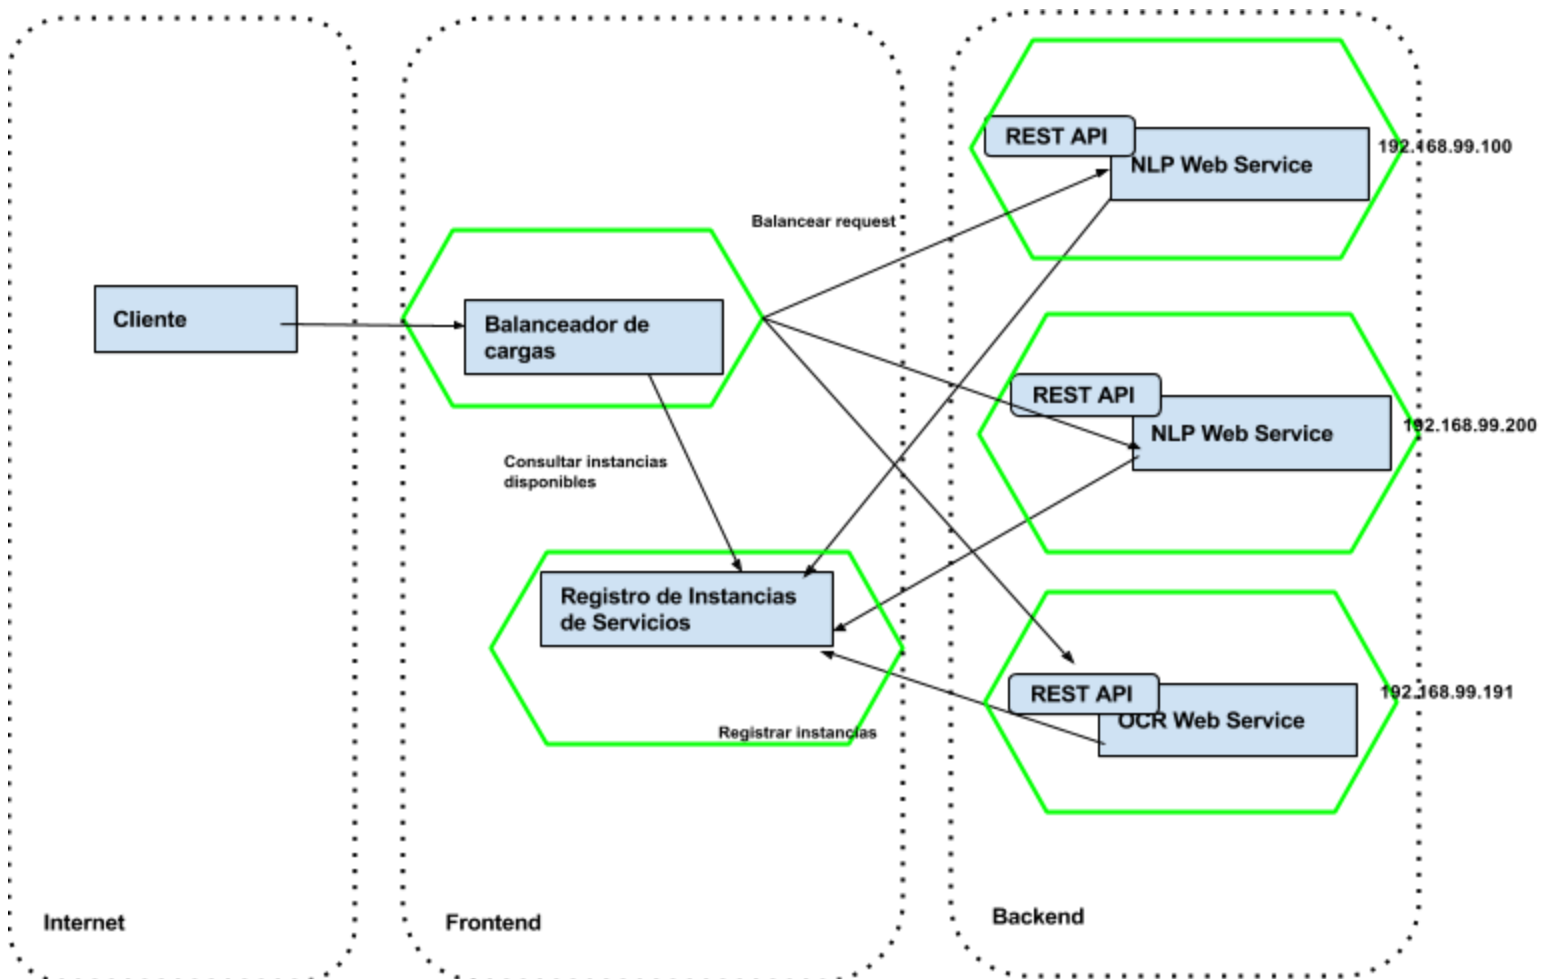 REST API
NLP Web Service
192.168.99.100
Balancear request
Cliente
Balanceador de
cargas
REST API
NLP Web Service
192.168.99.200
Consultar instancias
disponibles
Registro de Instancias
de Servicios
REST API
OCR Web Service
192.168.99.191
Registrar instancias
Internet
Frontend
Backend